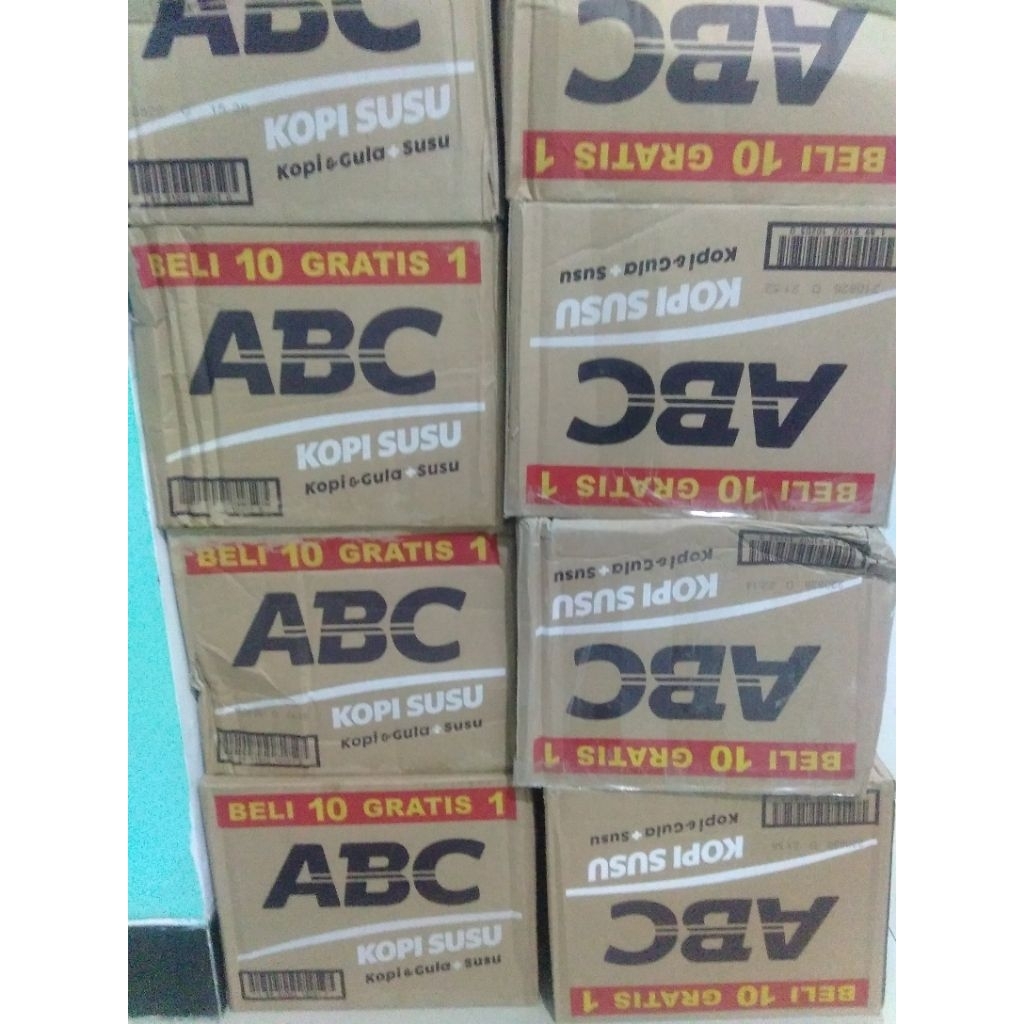 ABC
KOPI SUSU
Kopi & Gula + Susu
BELI 10 GRATIS 1
ABC
KOPI SUSU
Kopi & Gula + Susu
BELI 10 GRATIS 1
ABC
KOPI SUSU
Kopi & Gula + Susu
BELI 10 GRATIS 1
ABC
KOPI SUSU
Kopi & Gula + Susu
BELI 10 GRATIS 1
ABC
BELI 10 GRATIS 1
ABC
KOPI SUSU
Kopi & Gula + Susu
BELI 10 GRATIS 1
ABC
KOPI SUSU
Kopi & Gula + Susu
BELI 10 GRATIS 1
ABC
KOPI SUSU
Kopi & Gula + Susu